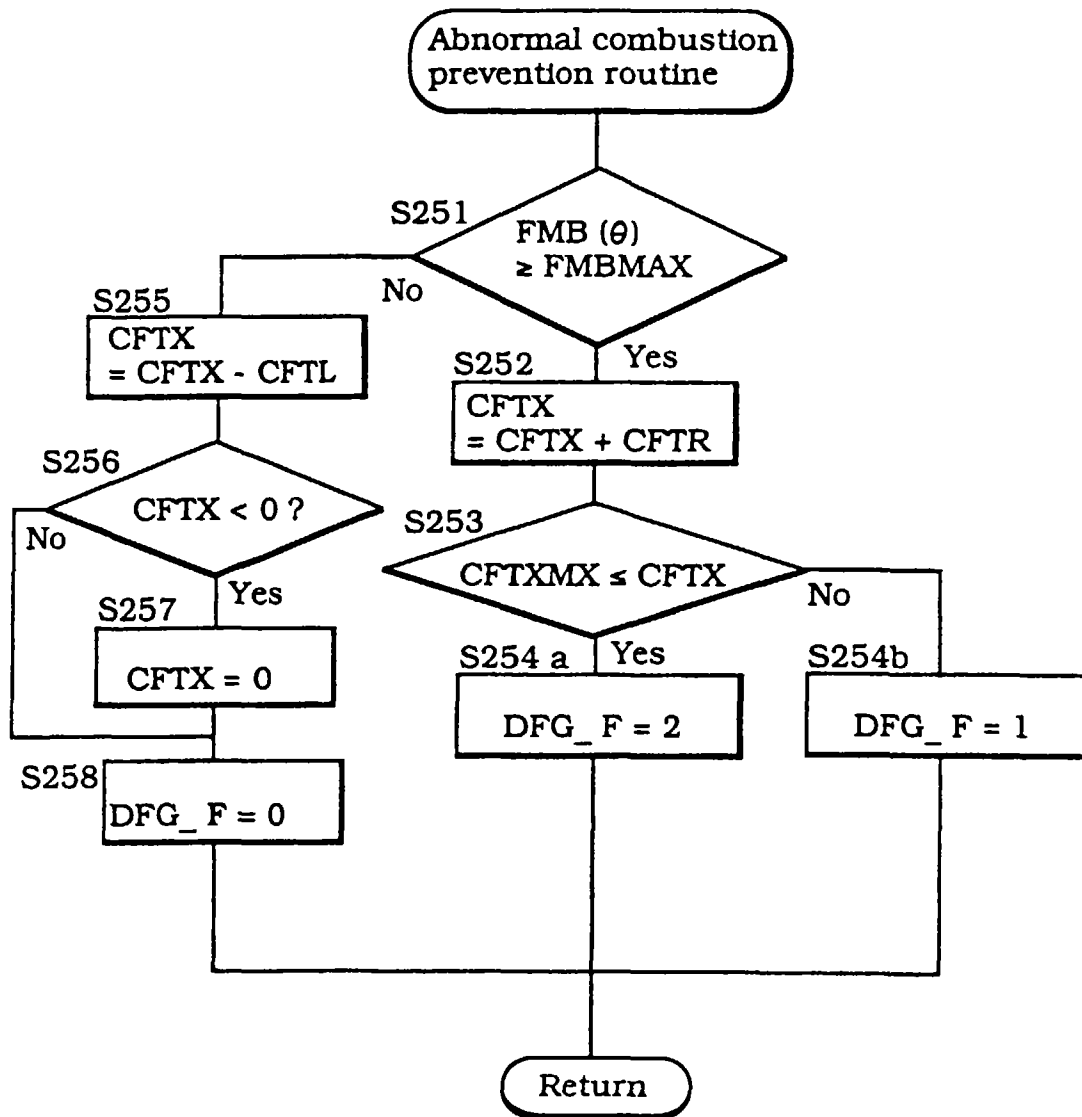 Abnormal combustion
prevention routine
S251
FMB (θ)
≥ FMBMAX
No
Yes
S255
CFTX
= CFTX - CFTL
S252
CFTX
= CFTX + CFTR
S256
CFTX < 0 ?
No
Yes
S253
CFTXMX ≤ CFTX
No
Yes
S257
CFTX = 0
S254 a
DFG_ F = 2
S254b
DFG_ F = 1
S258
DFG_ F = 0
Return